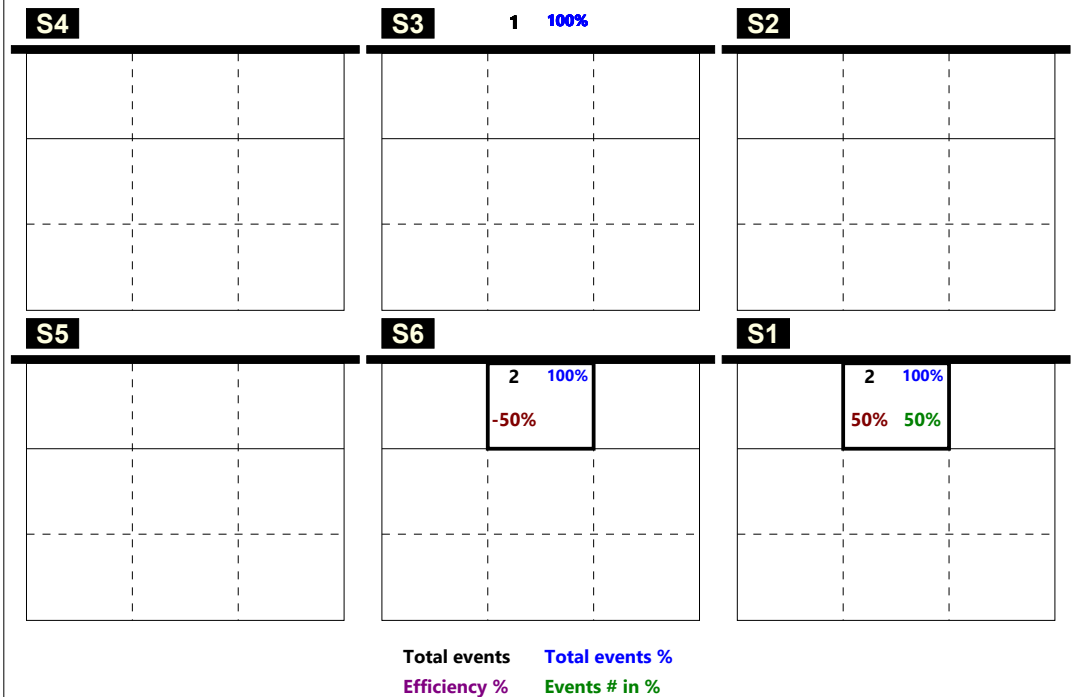 S4
S3 1 100%
S2
S5
S6
S1
2 100%
-50%
2 100%
50% 50%
Total events Total events %
Efficiency % Events # in %